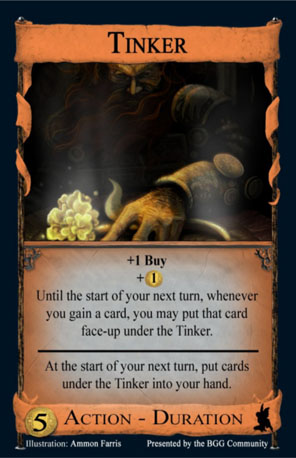 TINKER
+1 Buy
+1
Until the start of your next turn, whenever
you gain a card, you may put that card
face-up under the Tinker.
At the start of your next turn, put cards
under the Tinker into your hand.
5 ACTION - DURATION
Illustration: Ammon Farris Presented by the BGG Community